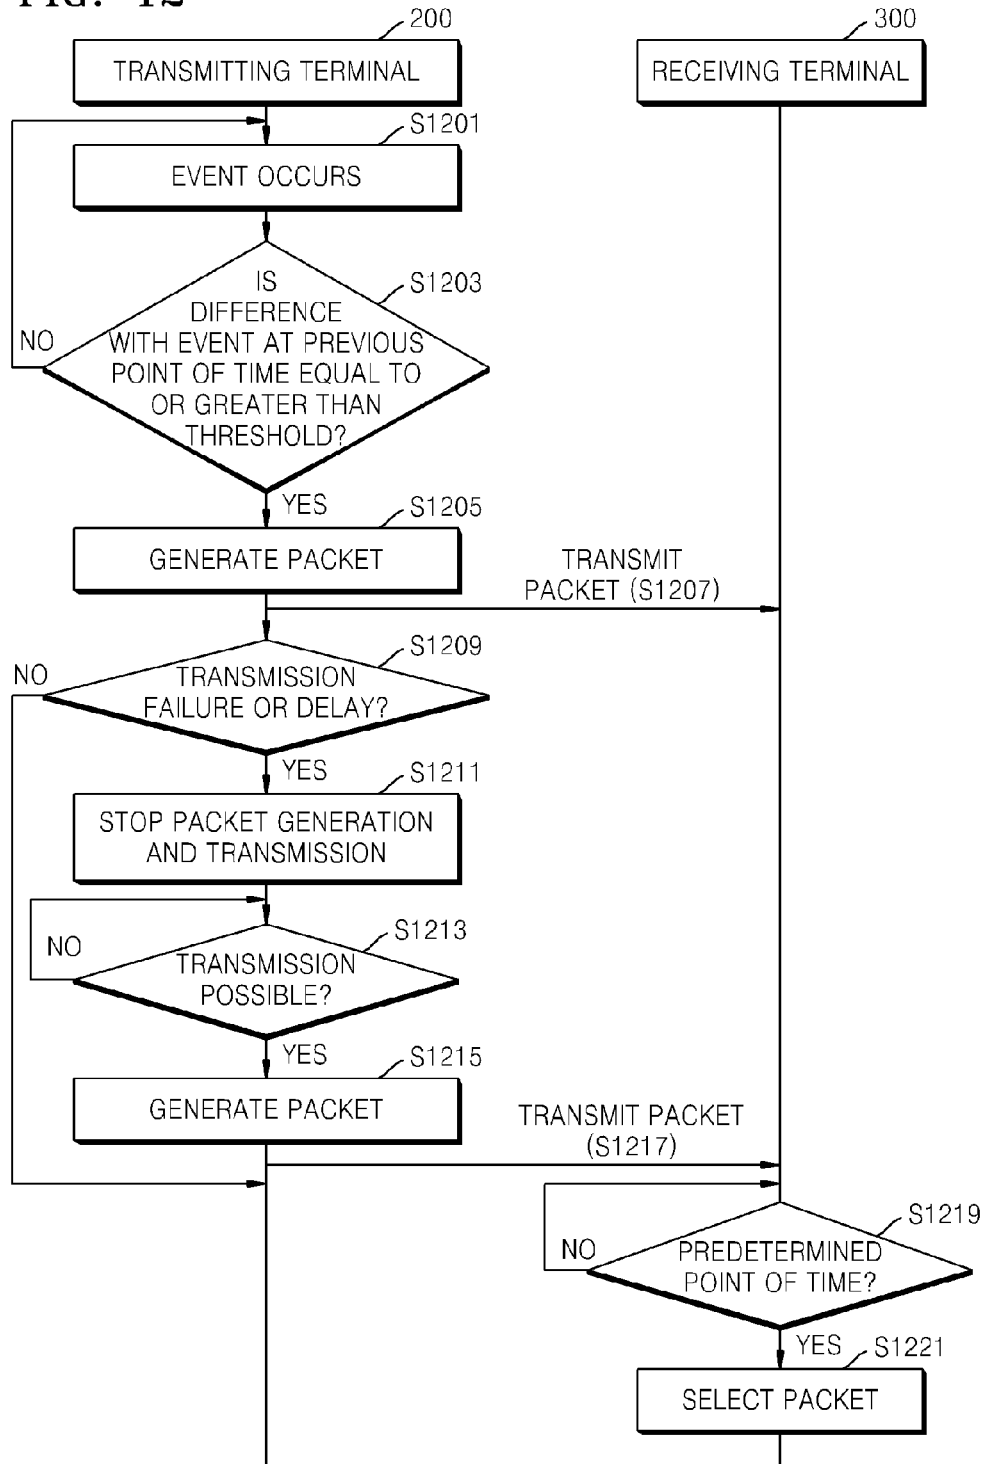 FIG. 12
200
300
TRANSMITTING TERMINAL
RECEIVING TERMINAL
S1201
EVENT OCCURS
S1203
IS
DIFFERENCE
WITH EVENT AT PREVIOUS
POINT OF TIME EQUAL TO
OR GREATER THAN
THRESHOLD?
NO
YES
S1205
GENERATE PACKET
TRANSMIT
PACKET (S1207)
S1209
NO
TRANSMISSION
FAILURE OR DELAY?
YES
S1211
STOP PACKET GENERATION
AND TRANSMISSION
S1213
NO
TRANSMISSION
POSSIBLE?
YES
S1215
GENERATE PACKET
TRANSMIT PACKET
(S1217)
S1219
NO
PREDETERMINED
POINT OF TIME?
YES
S1221
SELECT PACKET